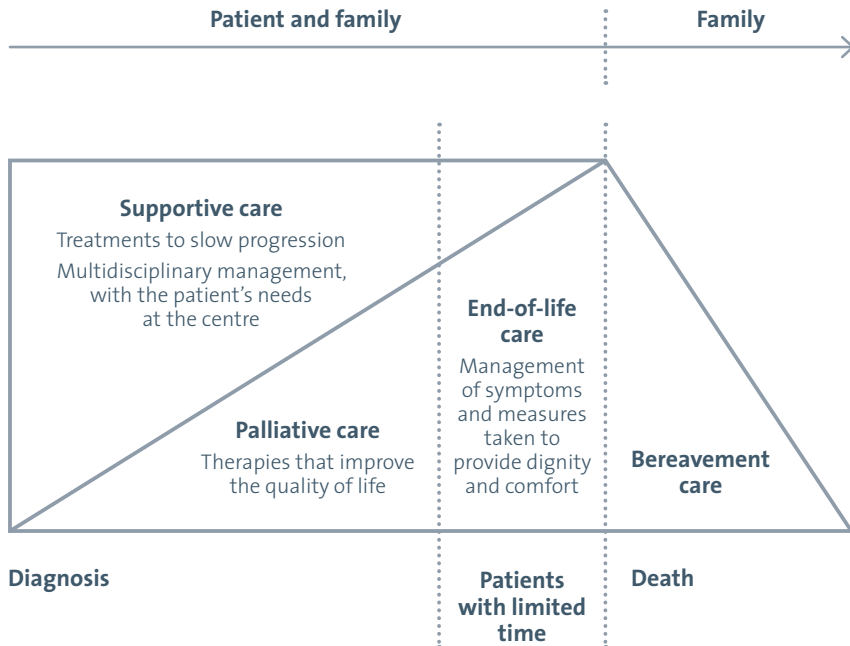 Patient and family
Family
Supportive care
Treatments to slow progression
Multidisciplinary management,
with the patient’s needs
at the centre
End-of-life
care
Management
of symptoms
and measures
taken to
provide dignity
and comfort
Palliative care
Therapies that improve
the quality of life
Bereavement
care
Diagnosis
Patients
with limited
time
Death